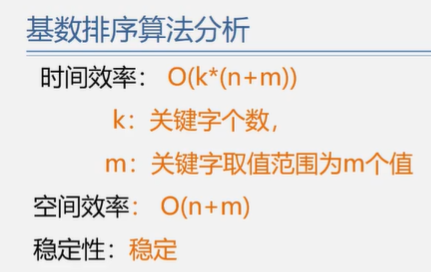 基数排序算法分析
时间效率： O(k*(n+m))
k：关键字个数，
m：关键字取值范围为m个值
空间效率：O(n+m)
稳定性：稳定